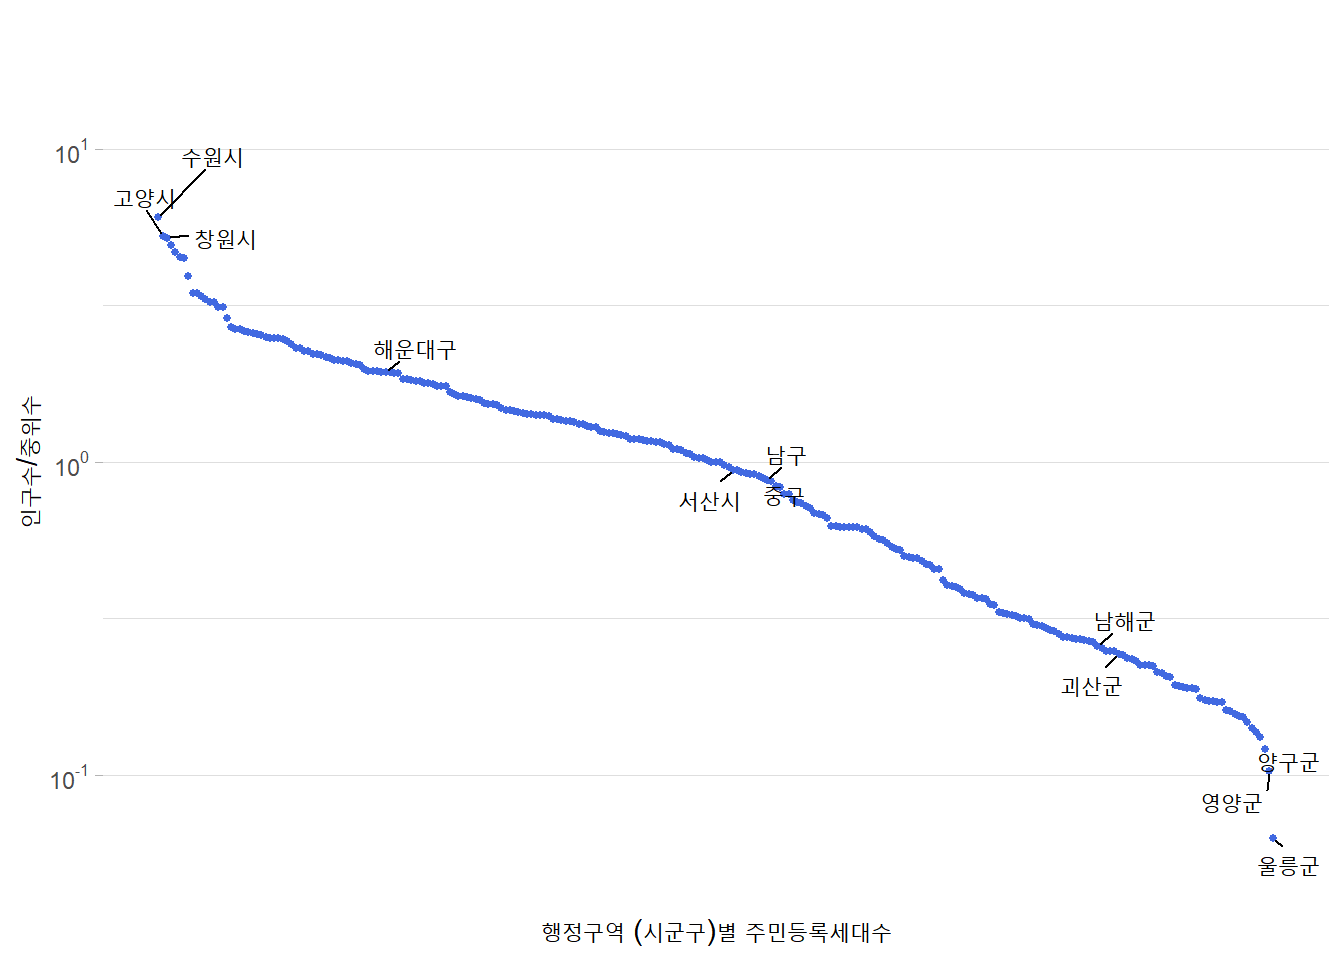 10¹
수원시
고양시
창원시
해운대구
인구수/중위수
남구
10⁰
중구
서산시
남해군
괴산군
양구군
10⁻¹
영양군
울릉군
행정구역 (시군구)별 주민등록세대수